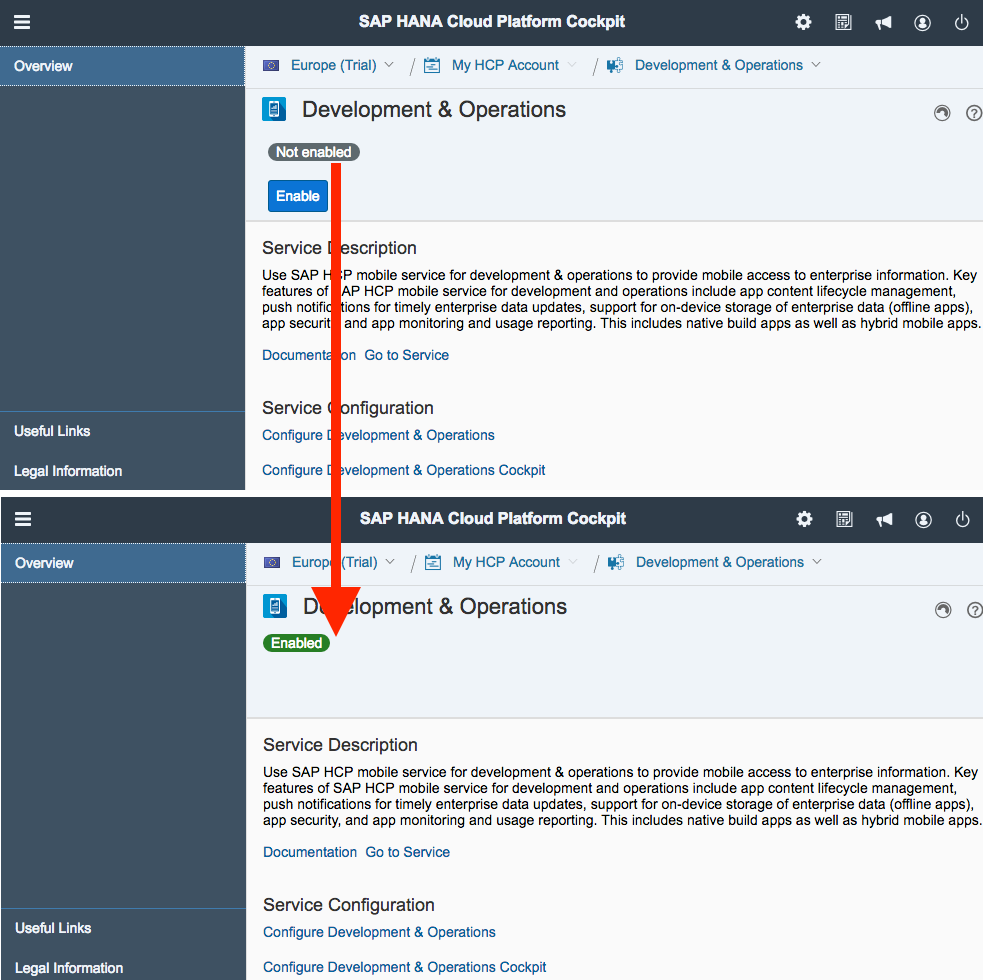 SAP HANA Cloud Platform Cockpit
Overview
Europe (Trial) / My HCP Account / Development & Operations
Development & Operations
Not enabled
Enable
Service Description
Use SAP HCP mobile service for development & operations to provide mobile access to enterprise information. Key
features of SAP HCP mobile service for development and operations include app content lifecycle management,
push notifications for timely enterprise data updates, support for on-device storage of enterprise data (offline apps),
app security, and app monitoring and usage reporting. This includes native build apps as well as hybrid mobile apps.
Documentation Go to Service
Service Configuration
Configure Development & Operations
Configure Development & Operations Cockpit
Useful Links
Legal Information
SAP HANA Cloud Platform Cockpit
Overview
Europe (Trial) / My HCP Account / Development & Operations
Development & Operations
Enabled
Service Description
Use SAP HCP mobile service for development & operations to provide mobile access to enterprise information. Key
features of SAP HCP mobile service for development and operations include app content lifecycle management,
push notifications for timely enterprise data updates, support for on-device storage of enterprise data (offline apps),
app security, and app monitoring and usage reporting. This includes native build apps as well as hybrid mobile apps.
Documentation Go to Service
Service Configuration
Configure Development & Operations
Configure Development & Operations Cockpit
Useful Links
Legal Information